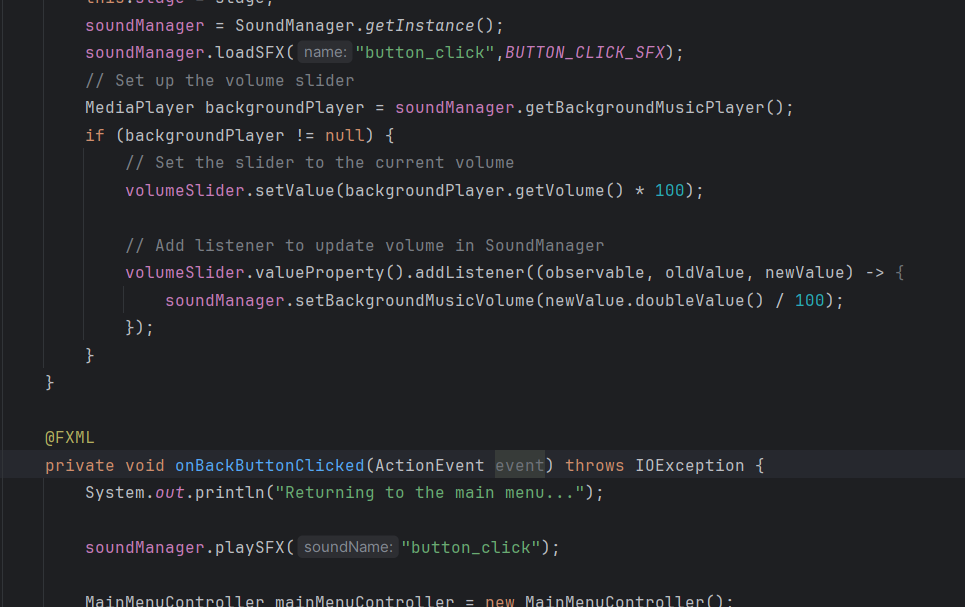 this.stage = stage;
soundManager = SoundManager.getInstance();
soundManager.loadSFX( name: "button_click",BUTTON_CLICK_SFX);
// Set up the volume slider
MediaPlayer backgroundPlayer = soundManager.getBackgroundMusicPlayer();
if (backgroundPlayer != null) {
// Set the slider to the current volume
volumeSlider.setValue(backgroundPlayer.getVolume() * 100);
// Add listener to update volume in SoundManager
volumeSlider.valueProperty().addListener((observable, oldValue, newValue) -> {
soundManager.setBackgroundMusicVolume(newValue.doubleValue() / 100);
});
}
}
@FXML
private void onBackButtonClicked(ActionEvent event) throws IOException {
System.out.println("Returning to the main menu...");
soundManager.playSFX( soundName: "button_click");
MainMenuController mainMenuController = new MainMenuController();